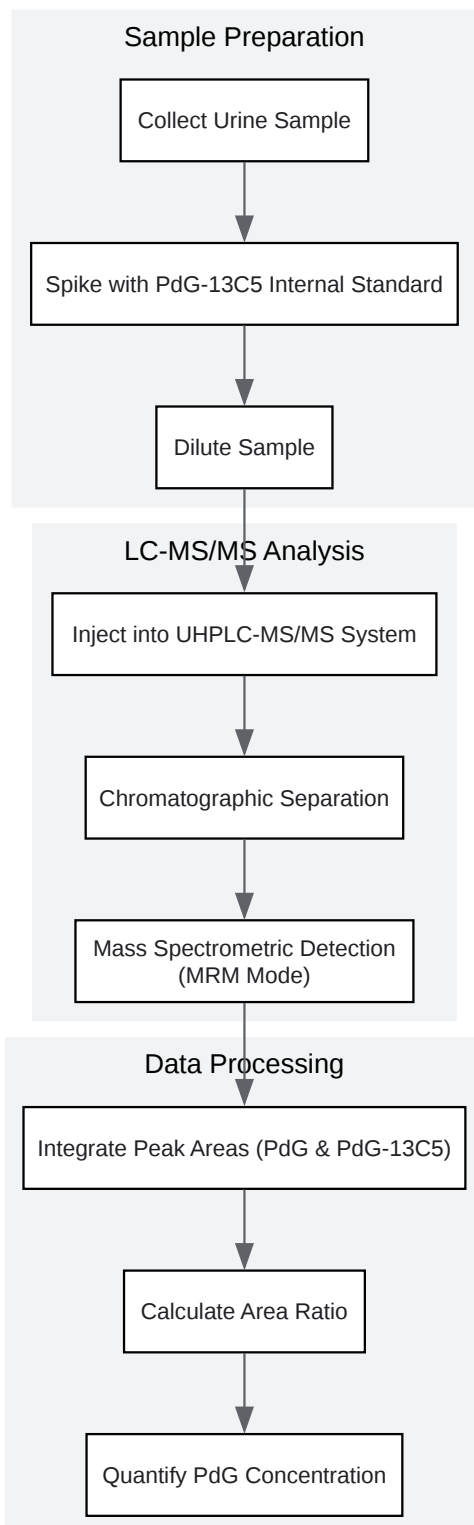 Sample Preparation
Collect Urine Sample
Spike with PdG-13C5 Internal Standard
Dilute Sample
LC-MS/MS Analysis
Inject into UHPLC-MS/MS System
Chromatographic Separation
Mass Spectrometric Detection
(MRM Mode)
Data Processing
Integrate Peak Areas (PdG & PdG-13C5)
Calculate Area Ratio
Quantify PdG Concentration